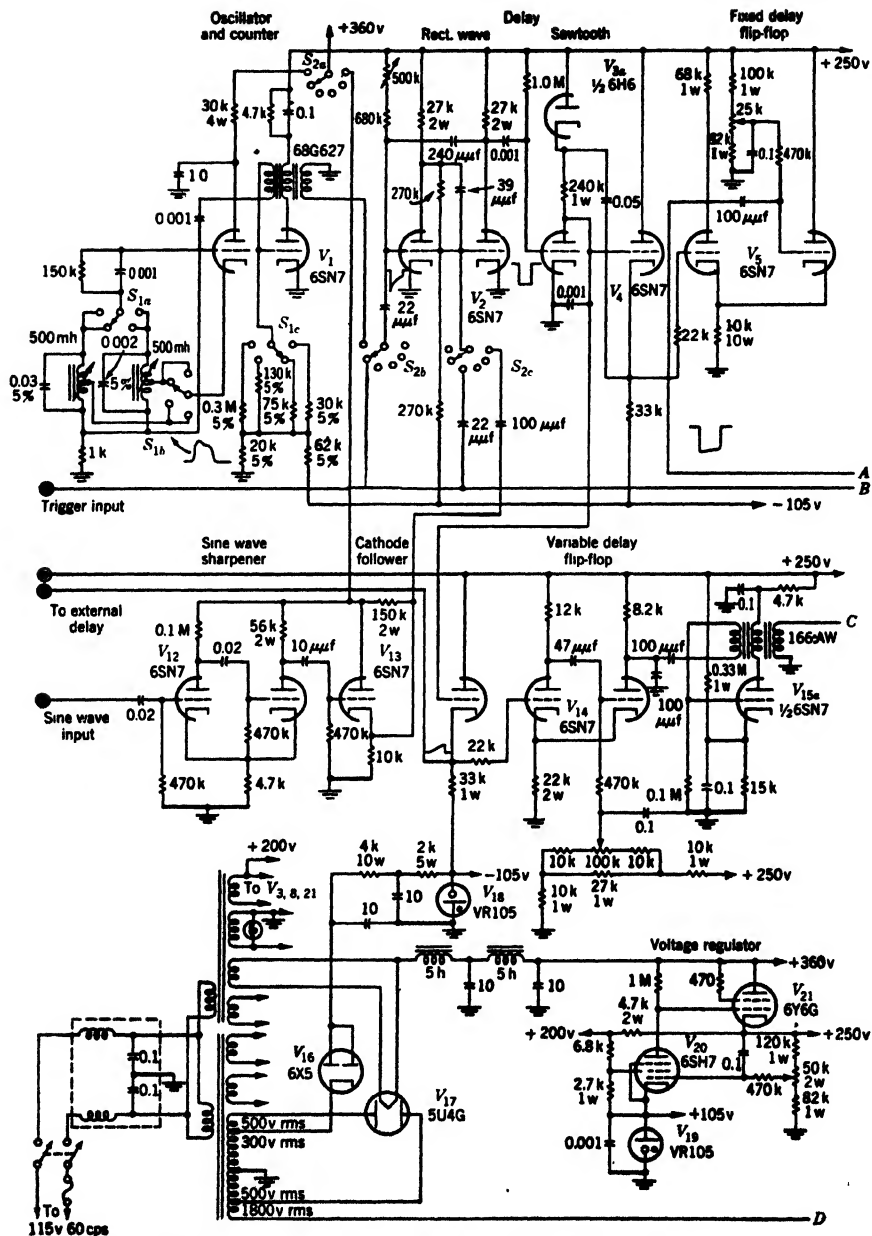 Oscillator
and counter
+360v
Delay
Rect. wave
Sawtooth
Fixed delay
flip-flop
S2a
500k
1.0 M
V3a
½ 6H6
68 k
1w
100k
1w
+250v
30k
4w
4.7k
0.1
680k
27 k
2w
27 k
2w
25k
82k
1w
0.1
470k
10
68G627
240 μμf
0.001
0 001
270k
39
μμf
240k
1w
0.05
100 μμf
150k
0 001
V1
6SN7
V2
6SN7
V4
6SN7
V5
6SN7
S1a
22
μμf
0.001
500mh
0 002
500mh
S1c
S2b
S2c
22k
10k
10w
0.03
5%
5%
130k
5%
0.3M
5%
75k
5%
30k
5%
270k
22
μμf
100 μμf
33k
1k
S1b
20k
5%
62k
5%
A
B
Trigger input
−105v
Sine wave
sharpener
Cathode
follower
Variable delay
flip-flop
+250v
To external
delay
0.1
4.7k
0.1M
56k
2w
150k
2w
12k
8.2k
C
V12
6SN7
0.02
10 μμf
V13
6SN7
47μμf
100μμf
166-AW
0.33M
1w
V15a
½6SN7
V14
6SN7
100
μμf
Sine wave
input
0.02
470k
470k
10k
22k
470k
4.7k
33k
1w
22k
2w
470k
0.1M
0.1
15k
0.1
+200v
To V3, 8, 21
4k
10w
2k
5w
−105v
10k
100k
10k
10k
1w
+250v
10
10
V18
VR105
10k
1w
27k
1w
5h
5h
Voltage regulator
10
10
+360v
1M
470
V21
6Y6G
4.7k
2w
+200v
V20
6SH7
120k
1w
+250v
6.8k
0.1
50k
2w
0.1
0.1
V16
6X5
V17
5U4G
2.7k
1w
470k
82k
1w
500v rms
300v rms
+105v
V19
VR105
0.001
500v rms
1800v rms
D
To
115v 60cps